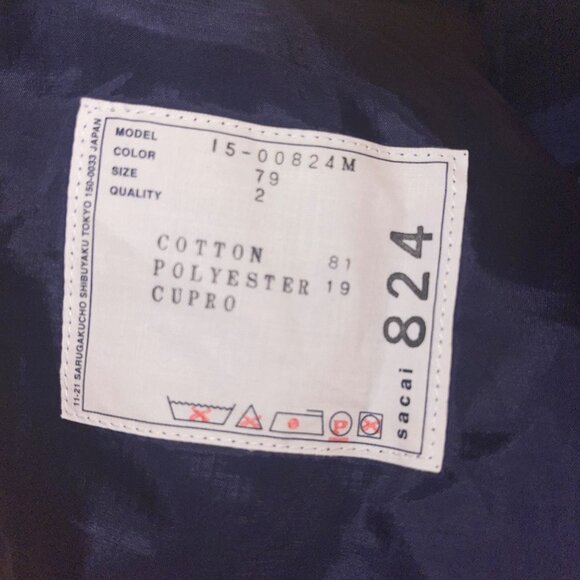 MODEL 15-00824M
COLOR 79
SIZE 2
QUALITY
COTTON 81
POLYESTER 19
CUPRO
P
sacai 824
11-21 SARUGAKUCHO SHIBUYAKU TOKYO 150-0033 JAPAN